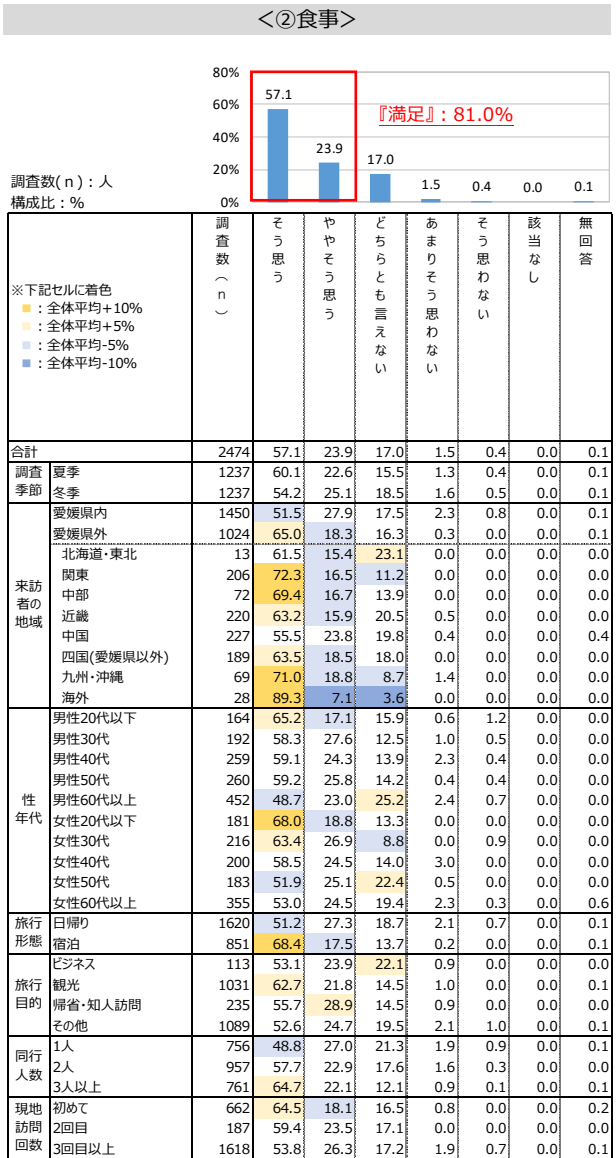 ＜②食事＞
80%
60%
40%
20%
0%
57.1
23.9
17.0
1.5
0.4
0.0
0.1
『満足』：81.0%
調査数(ｎ)：人
構成比：%
※下記セルに着色
■：全体平均+10%
■：全体平均+5%
■：全体平均-5%
■：全体平均-10%
調査数（ｎ） そう思う ややそう思う どちらとも言えない あまりそう思わない そう思わない 該当なし 無回答
合計 2474 57.1 23.9 17.0 1.5 0.4 0.0 0.1
調査季節
夏季 1237 60.1 22.6 15.5 1.3 0.4 0.0 0.1
冬季 1237 54.2 25.1 18.5 1.6 0.5 0.0 0.1
来訪者の地域
愛媛県内 1450 51.5 27.9 17.5 2.3 0.8 0.0 0.1
愛媛県外 1024 65.0 18.3 16.3 0.3 0.0 0.0 0.1
北海道・東北 13 61.5 15.4 23.1 0.0 0.0 0.0 0.0
関東 206 72.3 16.5 11.2 0.0 0.0 0.0 0.0
中部 72 69.4 16.7 13.9 0.0 0.0 0.0 0.0
近畿 220 63.2 15.9 20.5 0.5 0.0 0.0 0.0
中国 227 55.5 23.8 19.8 0.4 0.0 0.0 0.4
四国(愛媛県以外) 189 63.5 18.5 18.0 0.0 0.0 0.0 0.0
九州・沖縄 69 71.0 18.8 8.7 1.4 0.0 0.0 0.0
海外 28 89.3 7.1 3.6 0.0 0.0 0.0 0.0
性年代
男性20代以下 164 65.2 17.1 15.9 0.6 1.2 0.0 0.0
男性30代 192 58.3 27.6 12.5 1.0 0.5 0.0 0.0
男性40代 259 59.1 24.3 13.9 2.3 0.4 0.0 0.0
男性50代 260 59.2 25.8 14.2 0.4 0.4 0.0 0.0
男性60代以上 452 48.7 23.0 25.2 2.4 0.7 0.0 0.0
女性20代以下 181 68.0 18.8 13.3 0.0 0.0 0.0 0.0
女性30代 216 63.4 26.9 8.8 0.0 0.9 0.0 0.0
女性40代 200 58.5 24.5 14.0 3.0 0.0 0.0 0.0
女性50代 183 51.9 25.1 22.4 0.5 0.0 0.0 0.0
女性60代以上 355 53.0 24.5 19.4 2.3 0.3 0.0 0.6
旅行形態
日帰り 1620 51.2 27.3 18.7 2.1 0.7 0.0 0.1
宿泊 851 68.4 17.5 13.7 0.2 0.0 0.0 0.1
旅行目的
ビジネス 113 53.1 23.9 22.1 0.9 0.0 0.0 0.0
観光 1031 62.7 21.8 14.5 1.0 0.0 0.0 0.1
帰省・知人訪問 235 55.7 28.9 14.5 0.9 0.0 0.0 0.0
その他 1089 52.6 24.7 19.5 2.1 1.0 0.0 0.1
同行人数
1人 756 48.8 27.0 21.3 1.9 0.9 0.0 0.1
2人 957 57.7 22.9 17.6 1.6 0.3 0.0 0.0
3人以上 761 64.7 22.1 12.1 0.9 0.1 0.0 0.1
現地訪問回数
初めて 662 64.5 18.1 16.5 0.8 0.0 0.0 0.2
2回目 187 59.4 23.5 17.1 0.0 0.0 0.0 0.0
3回目以上 1618 53.8 26.3 17.2 1.9 0.7 0.0 0.1